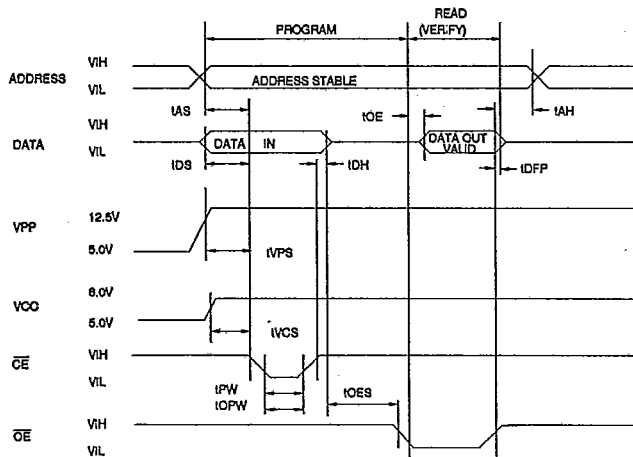 READ
PROGRAM (VERIFY)
VIH
ADDRESS ADDRESS STABLE
VIL
tAS tOE tAH
VIH
DATA DATA IN DATA OUT VALID
VIL
tDS tDH tDFP
12.5V
VPP
5.0V
tVPS
6.0V
VCC
5.0V
tVCS
VIH
CE
VIL
tPW
tOPW
tOES
VIH
OE
VIL